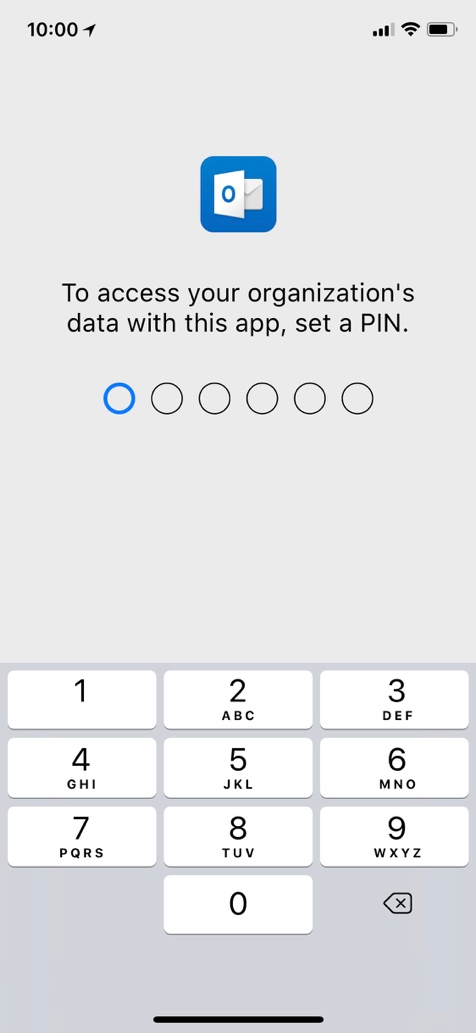 10:00
O
To access your organization's
data with this app, set a PIN.
1
2
ABC
3
DEF
4
GHI
5
JKL
6
MNO
7
PQRS
8
TUV
9
WXYZ
0